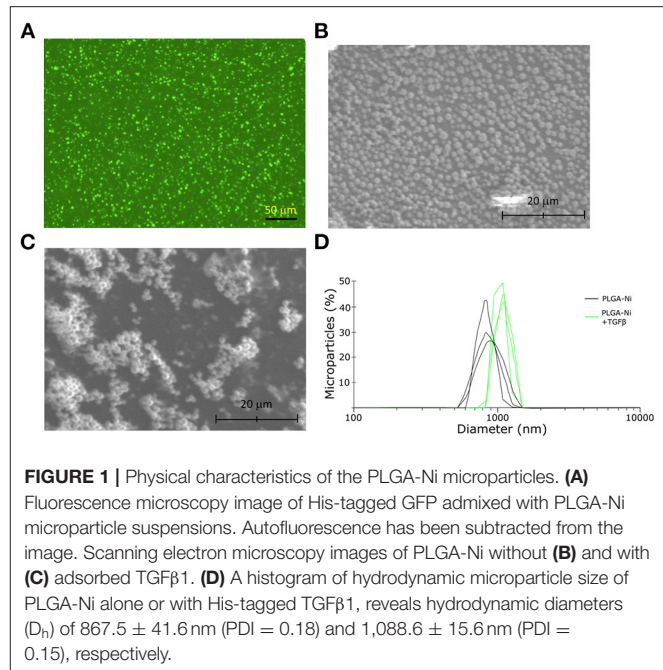 A
50 μm
B
20 μm
C
20 μm
D
50
40
30
20
10
Microparticles (%)
100
1000
10000
Diameter (nm)
PLGA-Ni
PLGA-Ni
+TGFβ
FIGURE 1 | Physical characteristics of the PLGA-Ni microparticles. (A)
Fluorescence microscopy image of His-tagged GFP admixed with PLGA-Ni
microparticle suspensions. Autofluorescence has been subtracted from the
image. Scanning electron microscopy images of PLGA-Ni without (B) and with
(C) adsorbed TGFβ1. (D) A histogram of hydrodynamic microparticle size of
PLGA-Ni alone or with His-tagged TGFβ1, reveals hydrodynamic diameters
(Dh) of 867.5 ± 41.6 nm (PDI = 0.18) and 1,088.6 ± 15.6 nm (PDI =
0.15), respectively.